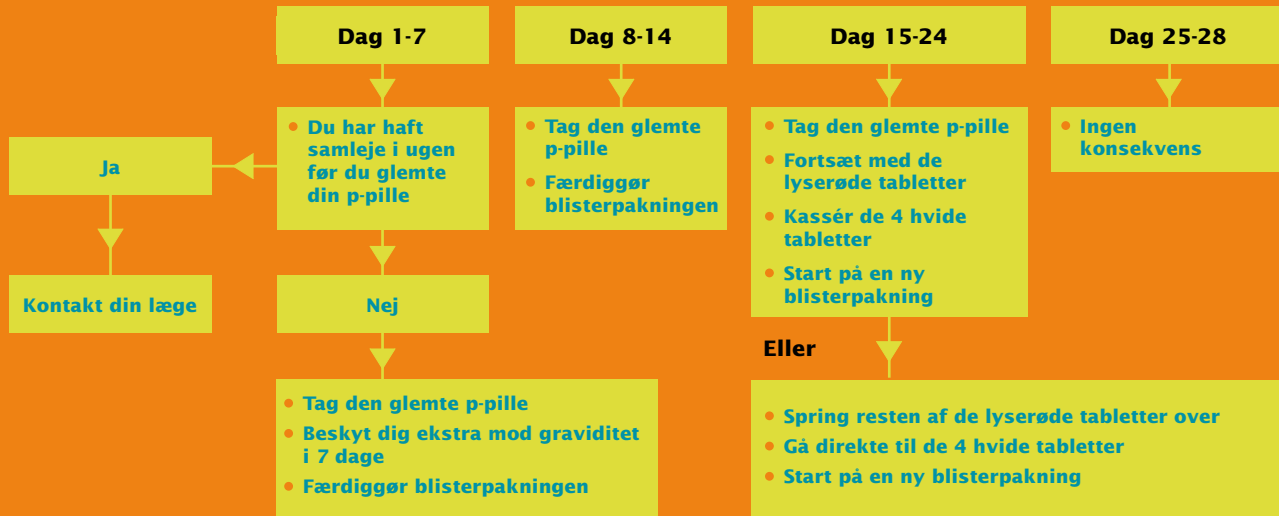 Dag 1-7
Dag 8-14
Dag 15-24
Dag 25-28
• Du har haft
samleje i ugen
før du glemte
din p-pille
Ja
Kontakt din læge
Nej
• Tag den glemte p-pille
• Beskyt dig ekstra mod graviditet
i 7 dage
• Færdiggør blisterpakningen
• Tag den glemte
p-pille
• Færdiggør
blisterpakningen
• Tag den glemte p-pille
• Fortsæt med de
lyserøde tabletter
• Kassér de 4 hvide
tabletter
• Start på en ny
blisterpakning
Eller
• Spring resten af de lyserøde tabletter over
• Gå direkte til de 4 hvide tabletter
• Start på en ny blisterpakning
• Ingen
konsekvens